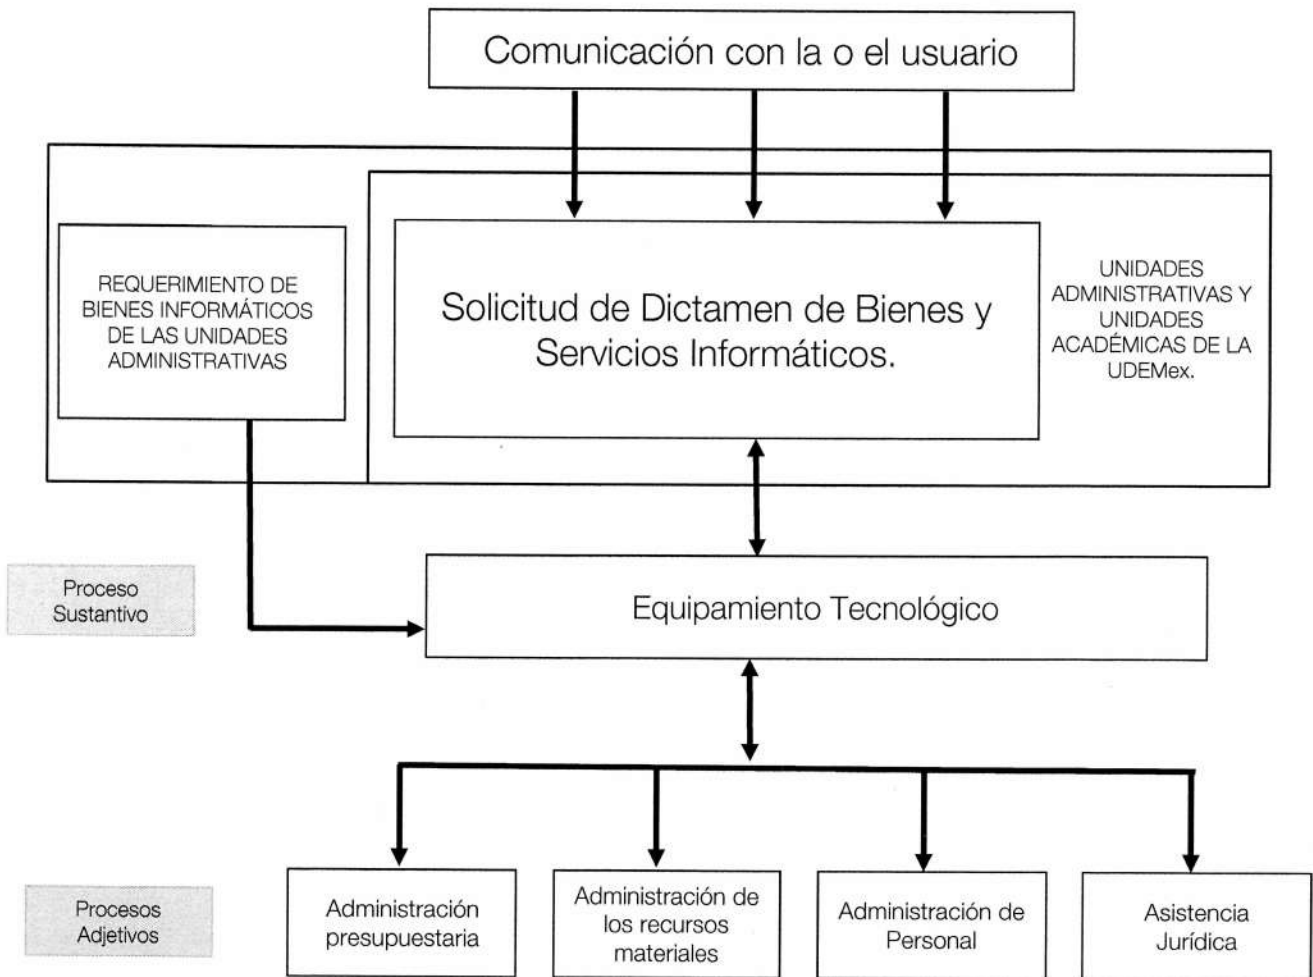 Comunicación con la o el usuario
REQUERIMIENTO DE
BIENES INFORMÁTICOS
DE LAS UNIDADES
ADMINISTRATIVAS
Solicitud de Dictamen de Bienes y
Servicios Informáticos.
UNIDADES
ADMINISTRATIVAS Y
UNIDADES
ACADÉMICAS DE LA
UDEMex.
Proceso
Sustantivo
Equipamiento Tecnológico
Procesos
Adjetivos
Administración
presupuestaria
Administración de
los recursos
materiales
Administración de
Personal
Asistencia
Jurídica